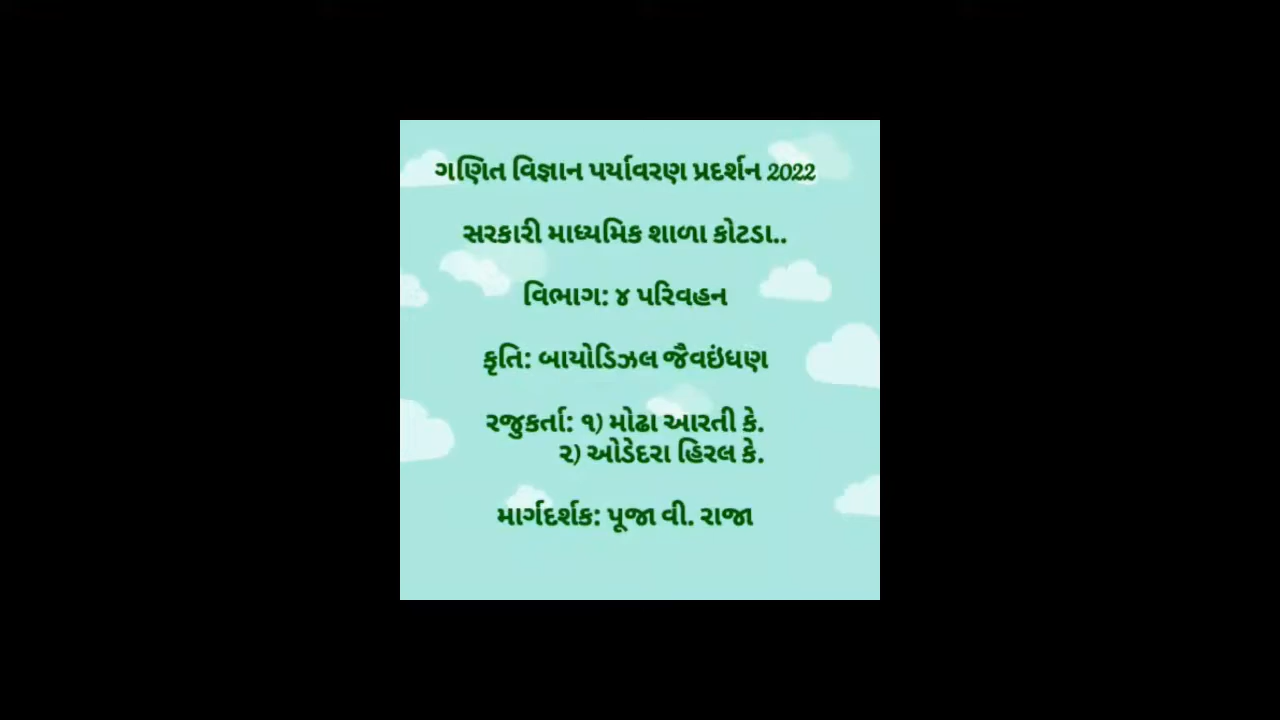 ગણિત વિજ્ઞાન પર્યાવરણ પ્રદર્શન 2022
સરકારી માધ્યમિક શાળા કોટડા..
વિભાગ: ૪ પરિવહન
કૃતિ: બાયોડિઝલ જૈવઇંધણ
રજુકર્તા: ૧) મોઢા આરતી કે.
૨) ઓડેદરા હિરલ કે.
માર્ગદર્શક: પૂજા વી. રાજા